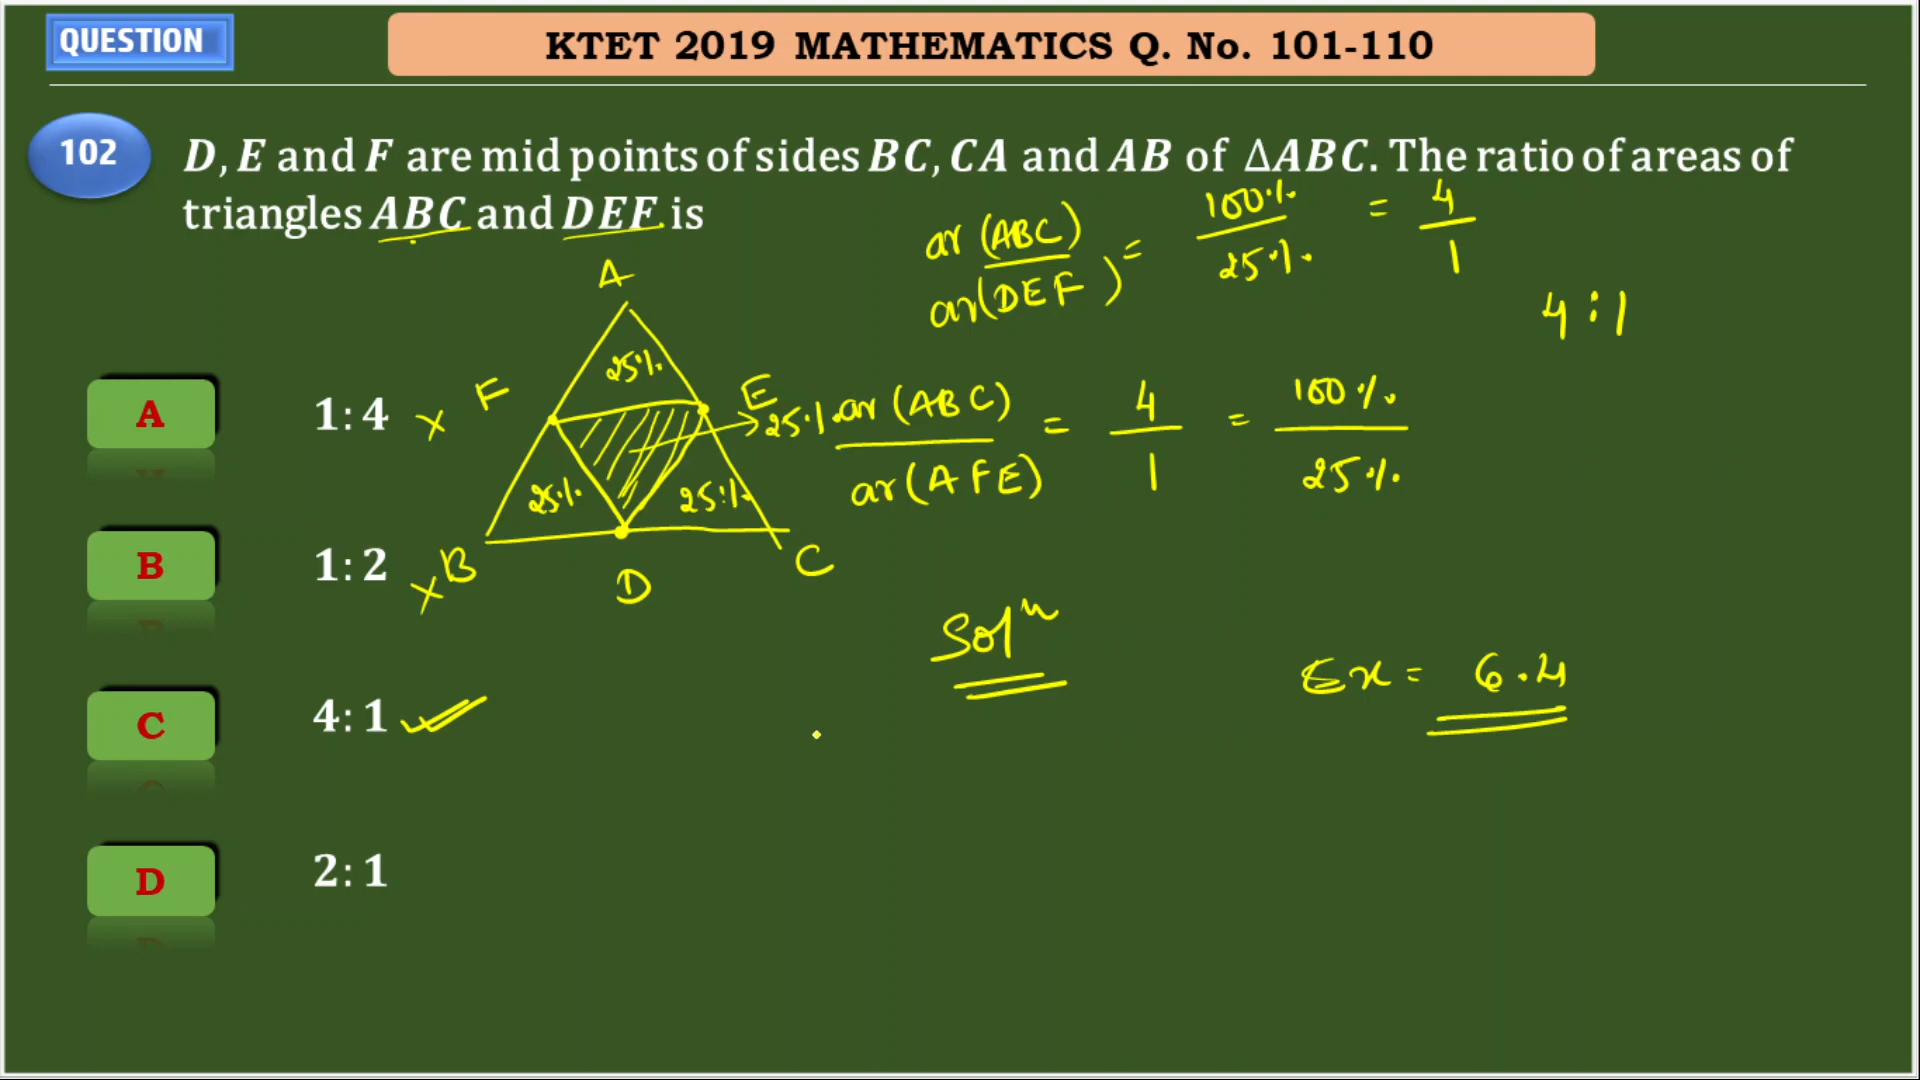 QUESTION
KTET 2019 MATHEMATICS Q. No. 101-110
102
D, E and F are mid points of sides BC, CA and AB of ΔABC. The ratio of areas of
triangles ABC and DEF is
ar (ABC) / ar(DEF) = 100% / 25% = 4 / 1
4 : 1
A
25%
F
E
25%
ar (ABC) / ar(AFE) = 4 / 1 = 100% / 25%
25%
25%
B
D
C
A 1:4 ×
B 1:2 ×
C 4:1 ✓
D 2:1
Solⁿ
Ex = 6.4